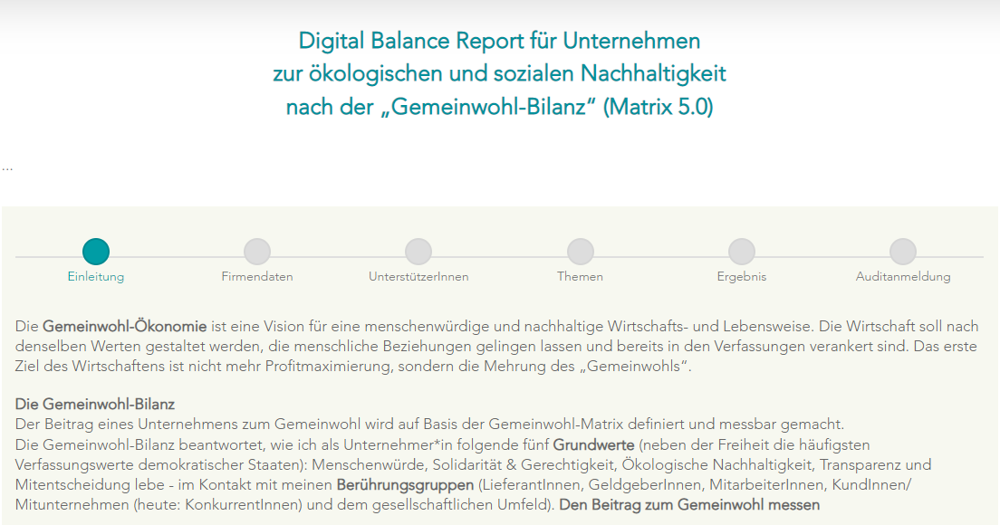 Digital Balance Report für Unternehmen
zur ökologischen und sozialen Nachhaltigkeit
nach der „Gemeinwohl-Bilanz“ (Matrix 5.0)
...
Einleitung
Firmendaten
UnterstützerInnen
Themen
Ergebnis
Auditanmeldung
Die Gemeinwohl-Ökonomie ist eine Vision für eine menschenwürdige und nachhaltige Wirtschafts- und Lebensweise. Die Wirtschaft soll nach
denselben Werten gestaltet werden, die menschliche Beziehungen gelingen lassen und bereits in den Verfassungen verankert sind. Das erste
Ziel des Wirtschaftens ist nicht mehr Profitmaximierung, sondern die Mehrung des „Gemeinwohls“.
Die Gemeinwohl-Bilanz
Der Beitrag eines Unternehmens zum Gemeinwohl wird auf Basis der Gemeinwohl-Matrix definiert und messbar gemacht.
Die Gemeinwohl-Bilanz beantwortet, wie ich als Unternehmer*in folgende fünf Grundwerte (neben der Freiheit die häufigsten
Verfassungswerte demokratischer Staaten): Menschenwürde, Solidarität & Gerechtigkeit, Ökologische Nachhaltigkeit, Transparenz und
Mitentscheidung lebe - im Kontakt mit meinen Berührungsgruppen (LieferantInnen, GeldgeberInnen, MitarbeiterInnen, KundInnen/
Mitunternehmen (heute: KonkurrentInnen) und dem gesellschaftlichen Umfeld). Den Beitrag zum Gemeinwohl messen